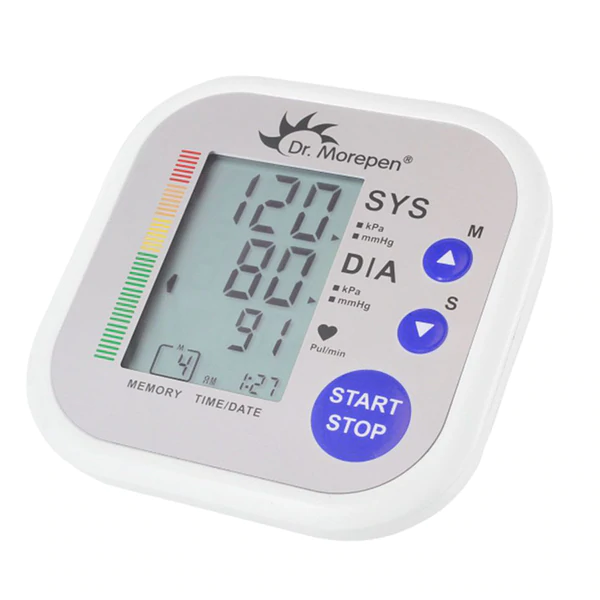 Dr. Morepen®
120
SYS
kPa
mmHg
M
80
DIA
kPa
mmHg
S
91
Pul/min
M
4
AM
1:27
MEMORY TIME/DATE
START
STOP